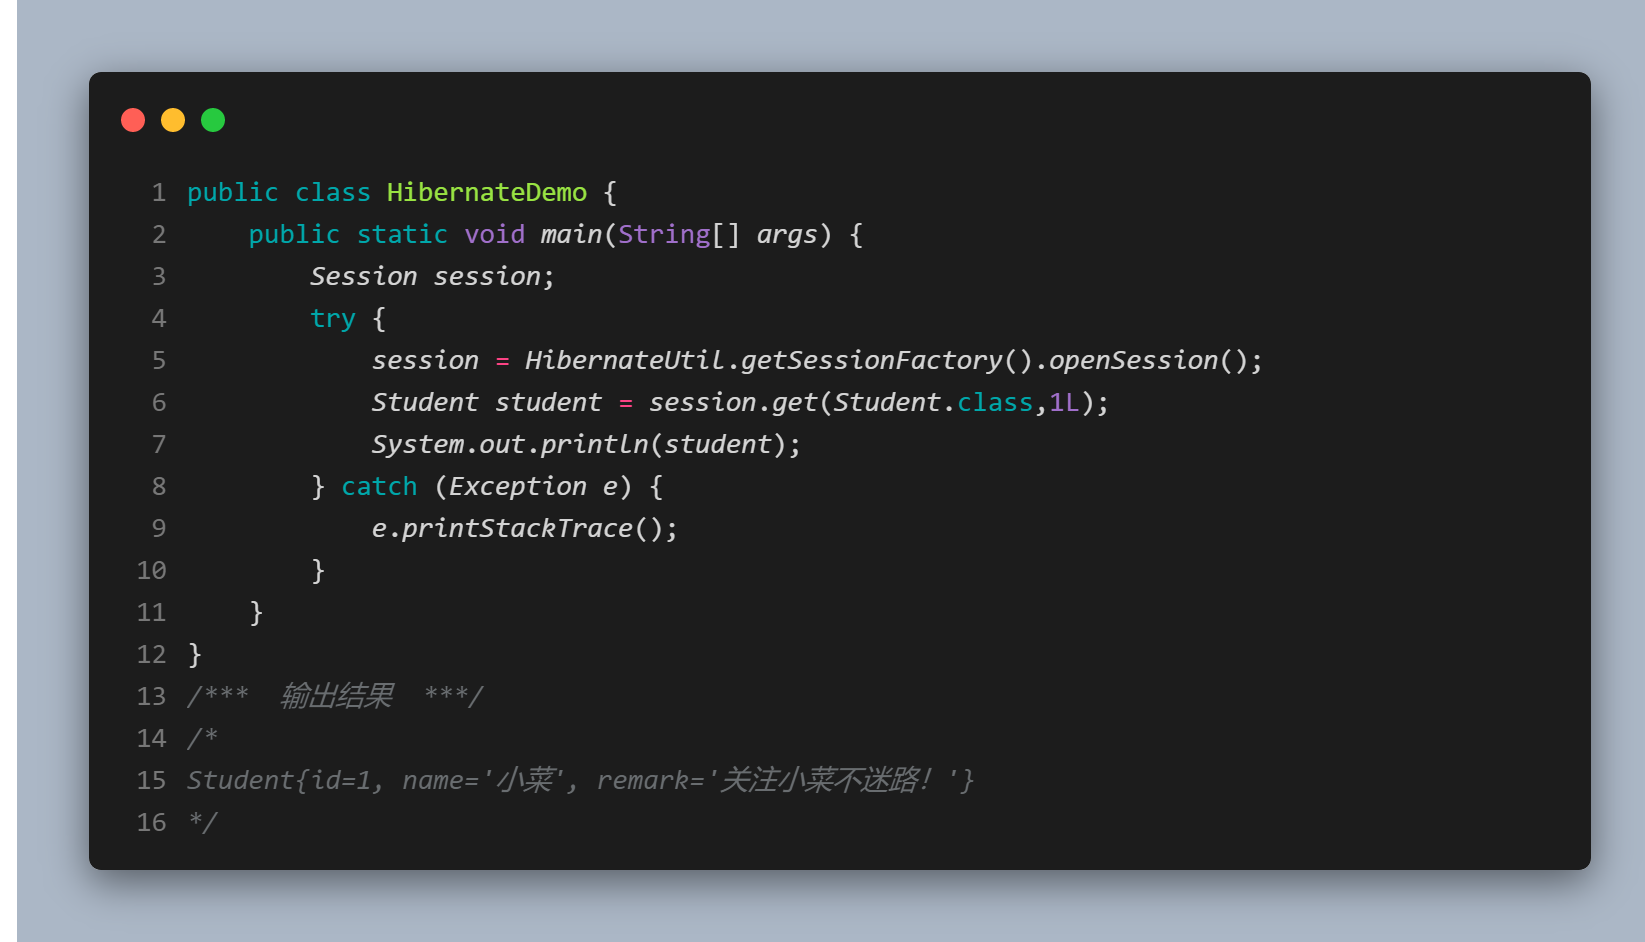 1 public class HibernateDemo {
2     public static void main(String[] args) {
3         Session session;
4         try {
5             session = HibernateUtil.getSessionFactory().openSession();
6             Student student = session.get(Student.class,1L);
7             System.out.println(student);
8         } catch (Exception e) {
9             e.printStackTrace();
10         }
11     }
12 }
13 /***  输出结果  ***/
14 /*
15 Student{id=1, name='小菜', remark='关注小菜不迷路！'}
16 */